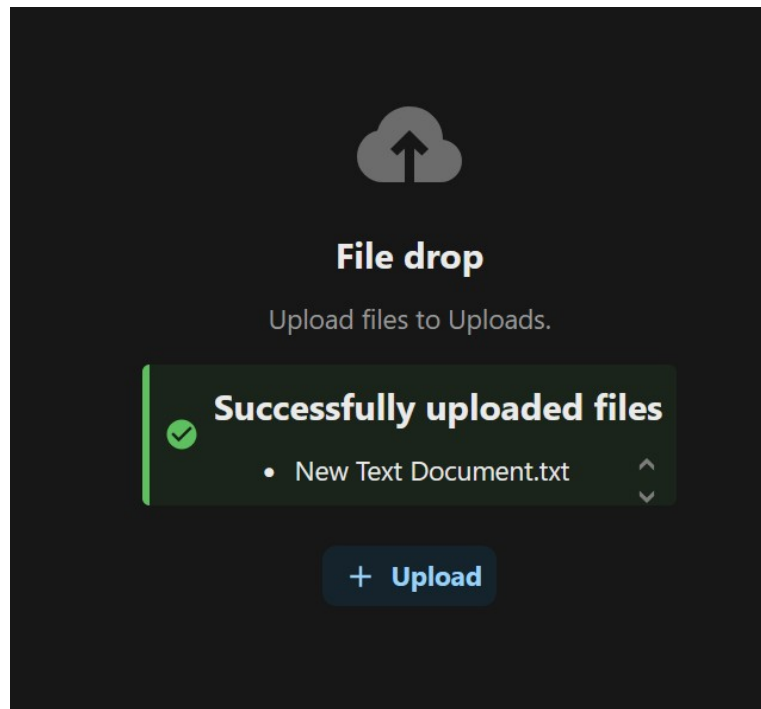 File drop
Upload files to Uploads.
Successfully uploaded files
• New Text Document.txt
+ Upload